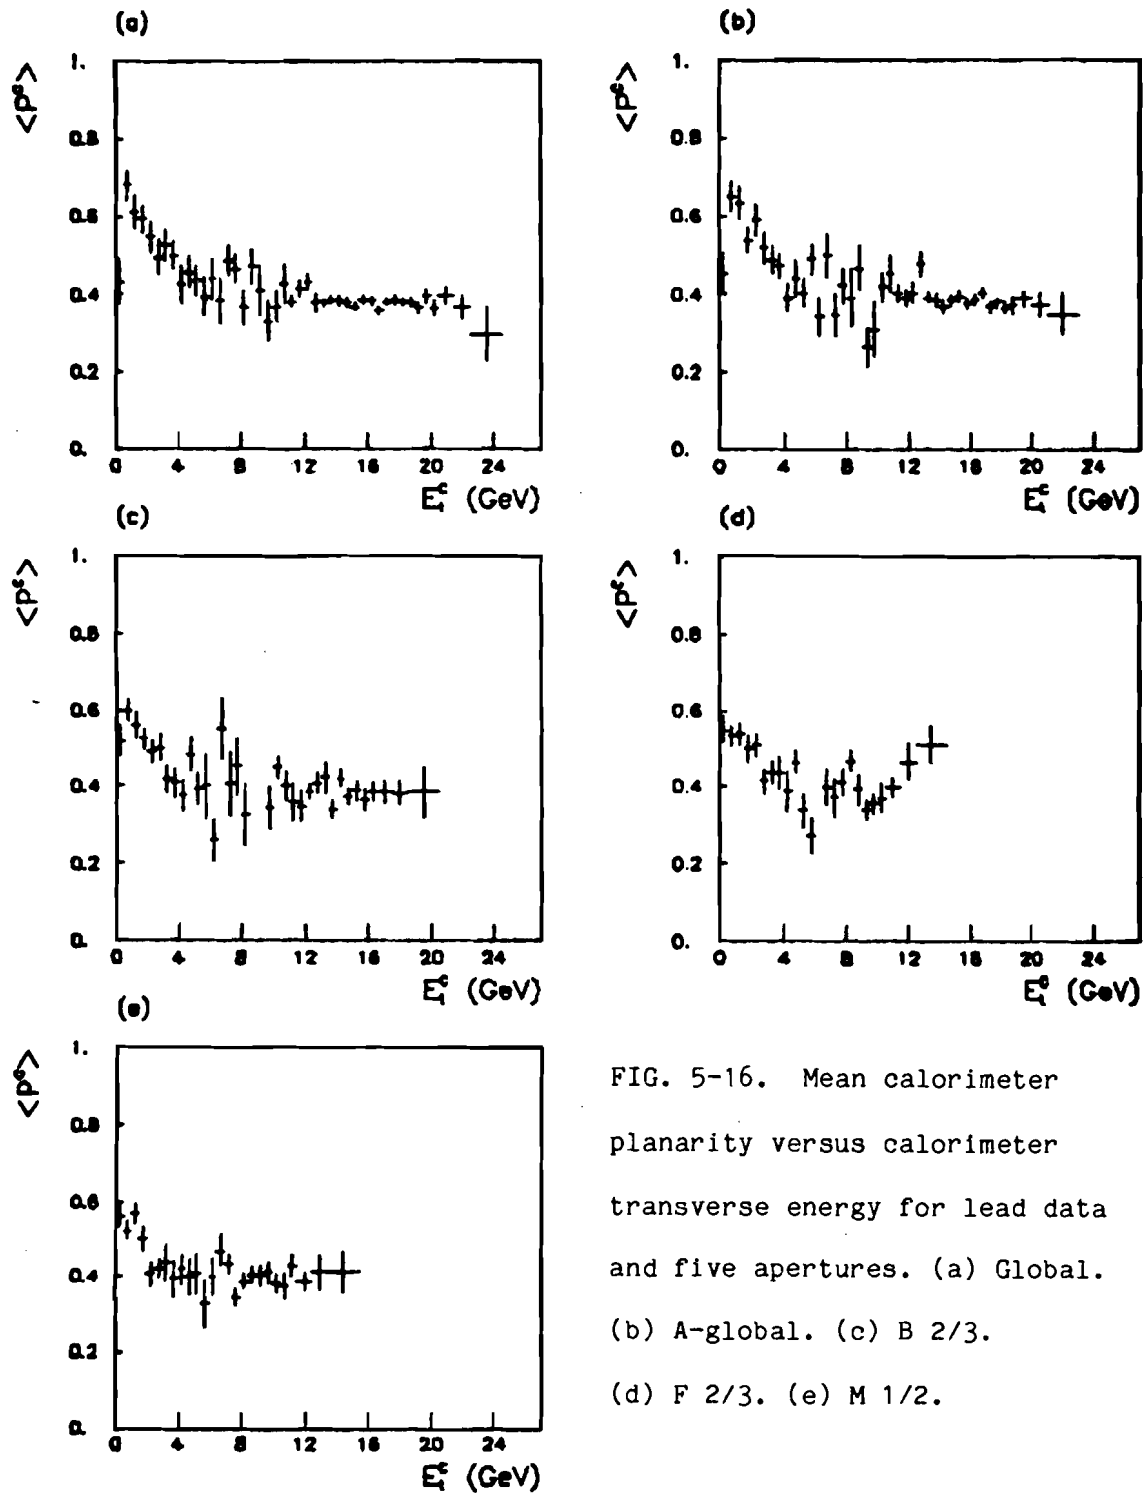 (a)
<pᶜ>
1.
0.8
0.6
0.4
0.2
0.
0 4 8 12 16 20 24
Eₜᶜ (GeV)
(b)
<pᶜ>
1.
0.8
0.6
0.4
0.2
0.
0 4 8 12 16 20 24
Eₜᶜ (GeV)
(c)
<pᶜ>
1.
0.8
0.6
0.4
0.2
0.
0 4 8 12 16 20 24
Eₜᶜ (GeV)
(d)
<pᶜ>
1.
0.8
0.6
0.4
0.2
0.
0 4 8 12 16 20 24
Eₜᶜ (GeV)
(e)
<pᶜ>
1.
0.8
0.6
0.4
0.2
0.
0 4 8 12 16 20 24
Eₜᶜ (GeV)
FIG. 5-16. Mean calorimeter
planarity versus calorimeter
transverse energy for lead data
and five apertures. (a) Global.
(b) A-global. (c) B 2/3.
(d) F 2/3. (e) M 1/2.